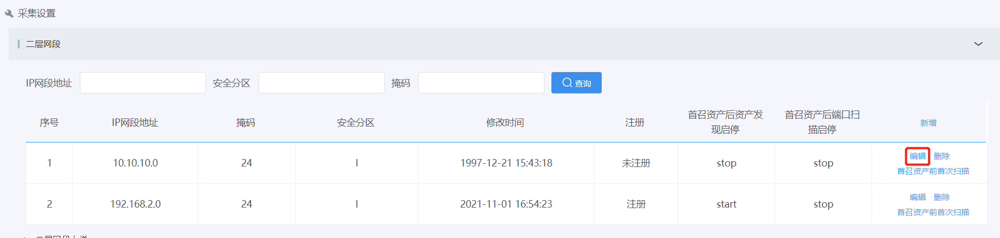 采集设置
二层网段
IP网段地址 安全分区 掩码 查询
序号 IP网段地址 掩码 安全分区 修改时间 注册 首召资产后资产发现启停 首召资产后端口扫描启停 新增
1 10.10.10.0 24 I 1997-12-21 15:43:18 未注册 stop stop 编辑 删除
首召资产前首次扫描
2 192.168.2.0 24 I 2021-11-01 16:54:23 注册 start stop 编辑 删除
首召资产前首次扫描